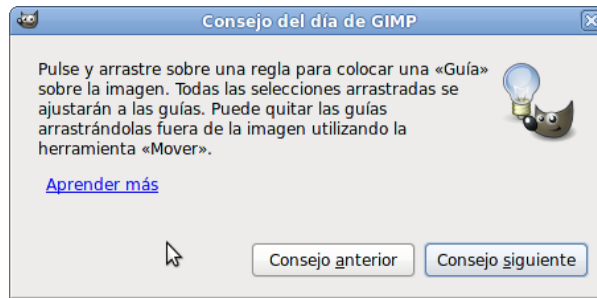 Consejo del día de GIMP
Pulse y arrastre sobre una regla para colocar una «Guía»
sobre la imagen. Todas las selecciones arrastradas se
ajustarán a las guías. Puede quitar las guías
arrastrándolas fuera de la imagen utilizando la
herramienta «Mover».
Aprender más
Consejo anterior Consejo siguiente